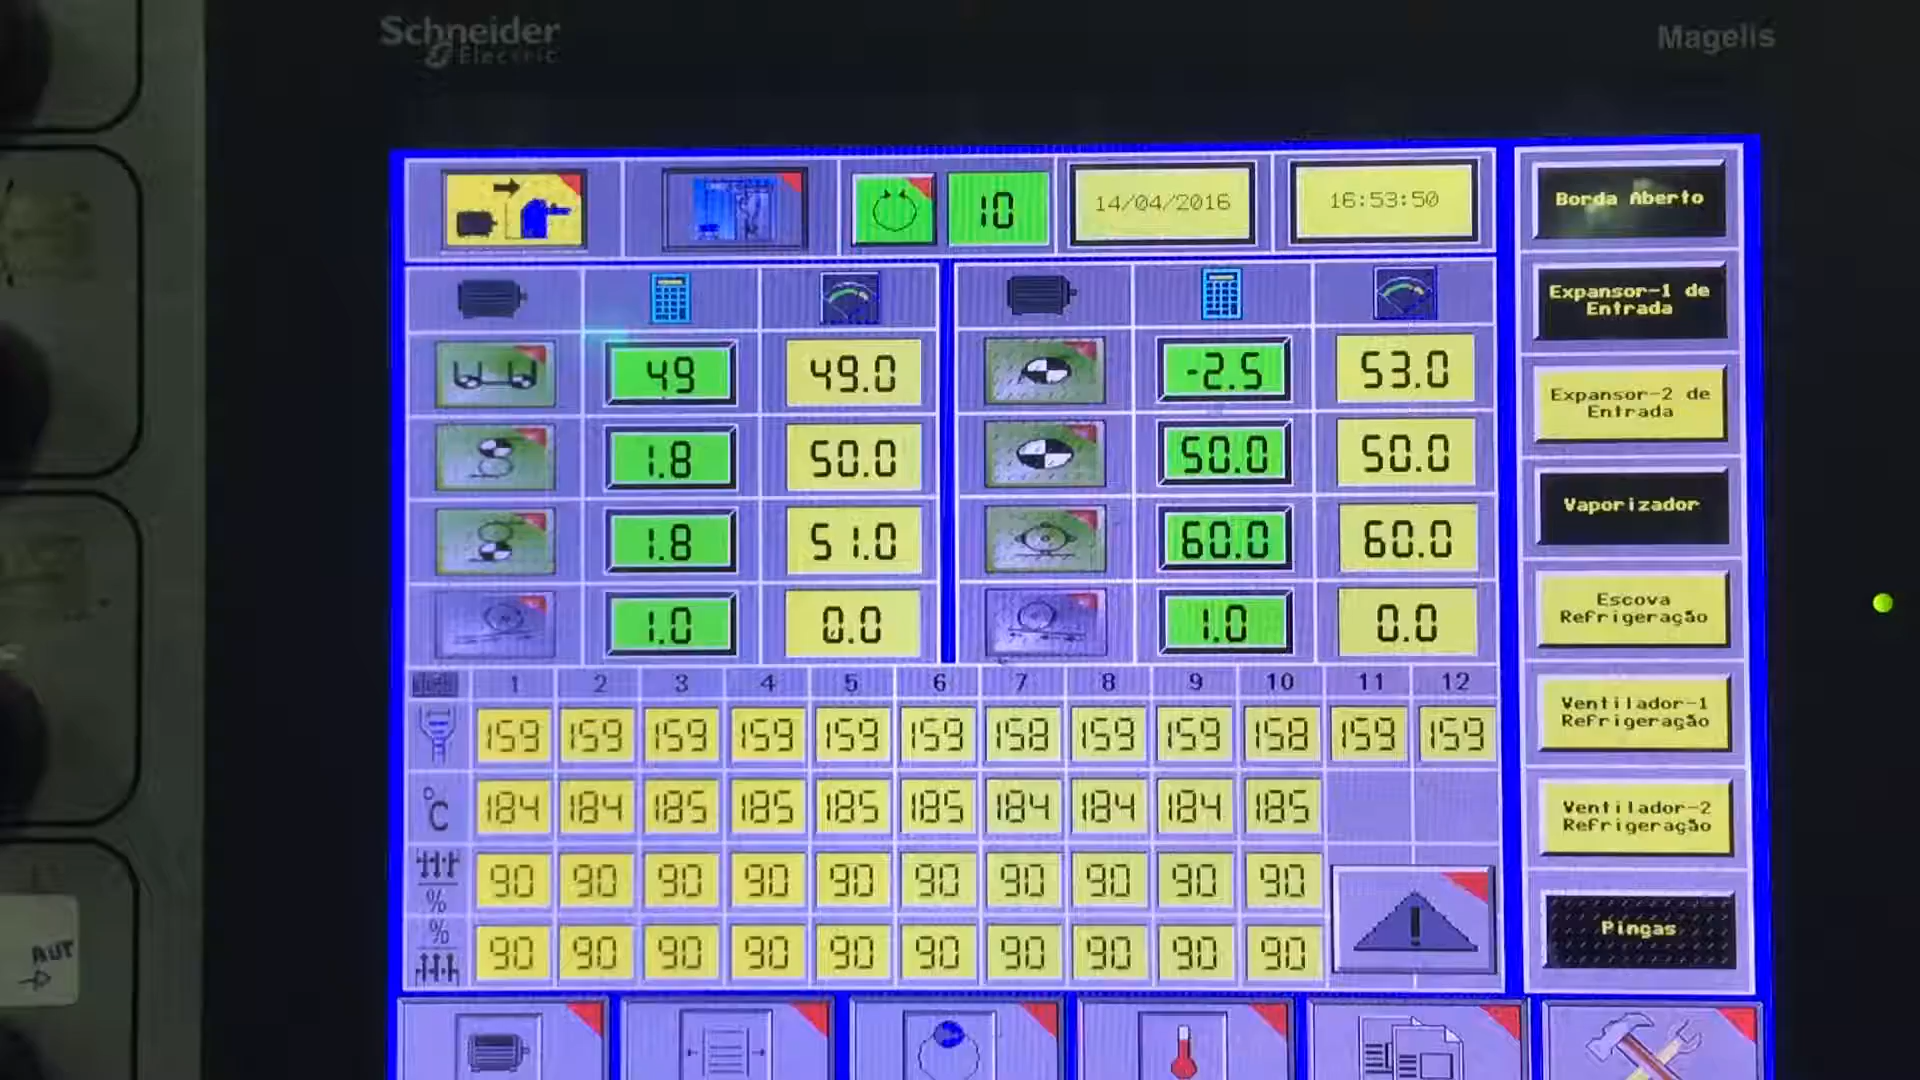 Schneider
Electric
Magelis
10
14/04/2016
16:53:50
Borda Aberto
Expansor-1 de
Entrada
49
49.0
-2.5
53.0
Expansor-2 de
Entrada
1.8
50.0
50.0
50.0
Vaporizador
1.8
51.0
60.0
60.0
Escova
Refrigeração
1.0
0.0
1.0
0.0
1 2 3 4 5 6 7 8 9 10 11 12
Ventilador-1
Refrigeração
159 159 159 159 159 159 158 159 159 158 159 159
°C 184 184 185 185 185 185 184 184 184 185
Ventilador-2
Refrigeração
% 90 90 90 90 90 90 90 90 90 90
% 90 90 90 90 90 90 90 90 90 90
!
Pingas
AUT